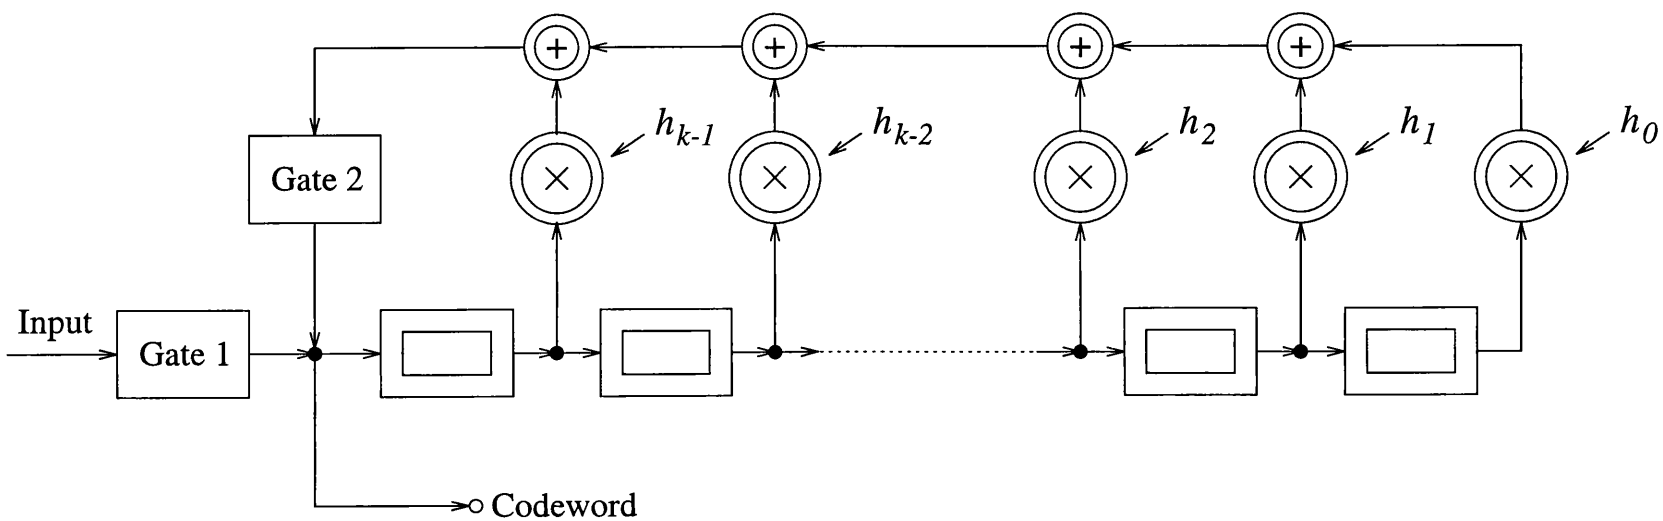 h_{k-1} h_{k-2} h_2 h_1 h_0
Gate 2
Input
Gate 1
Codeword